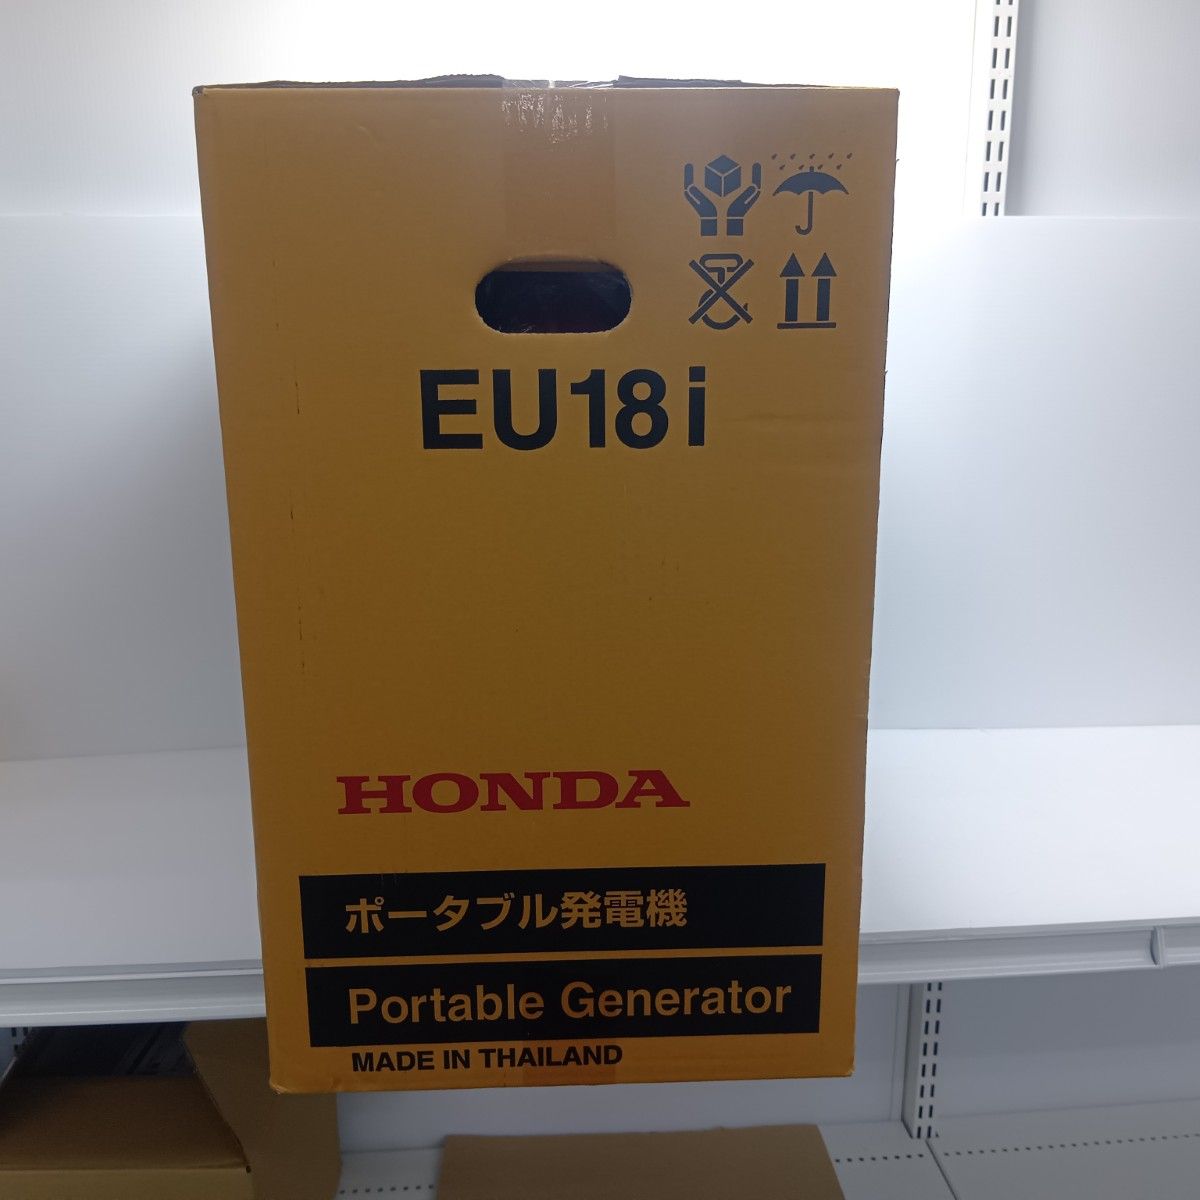 EU18i
HONDA
ポータブル発電機
Portable Generator
MADE IN THAILAND